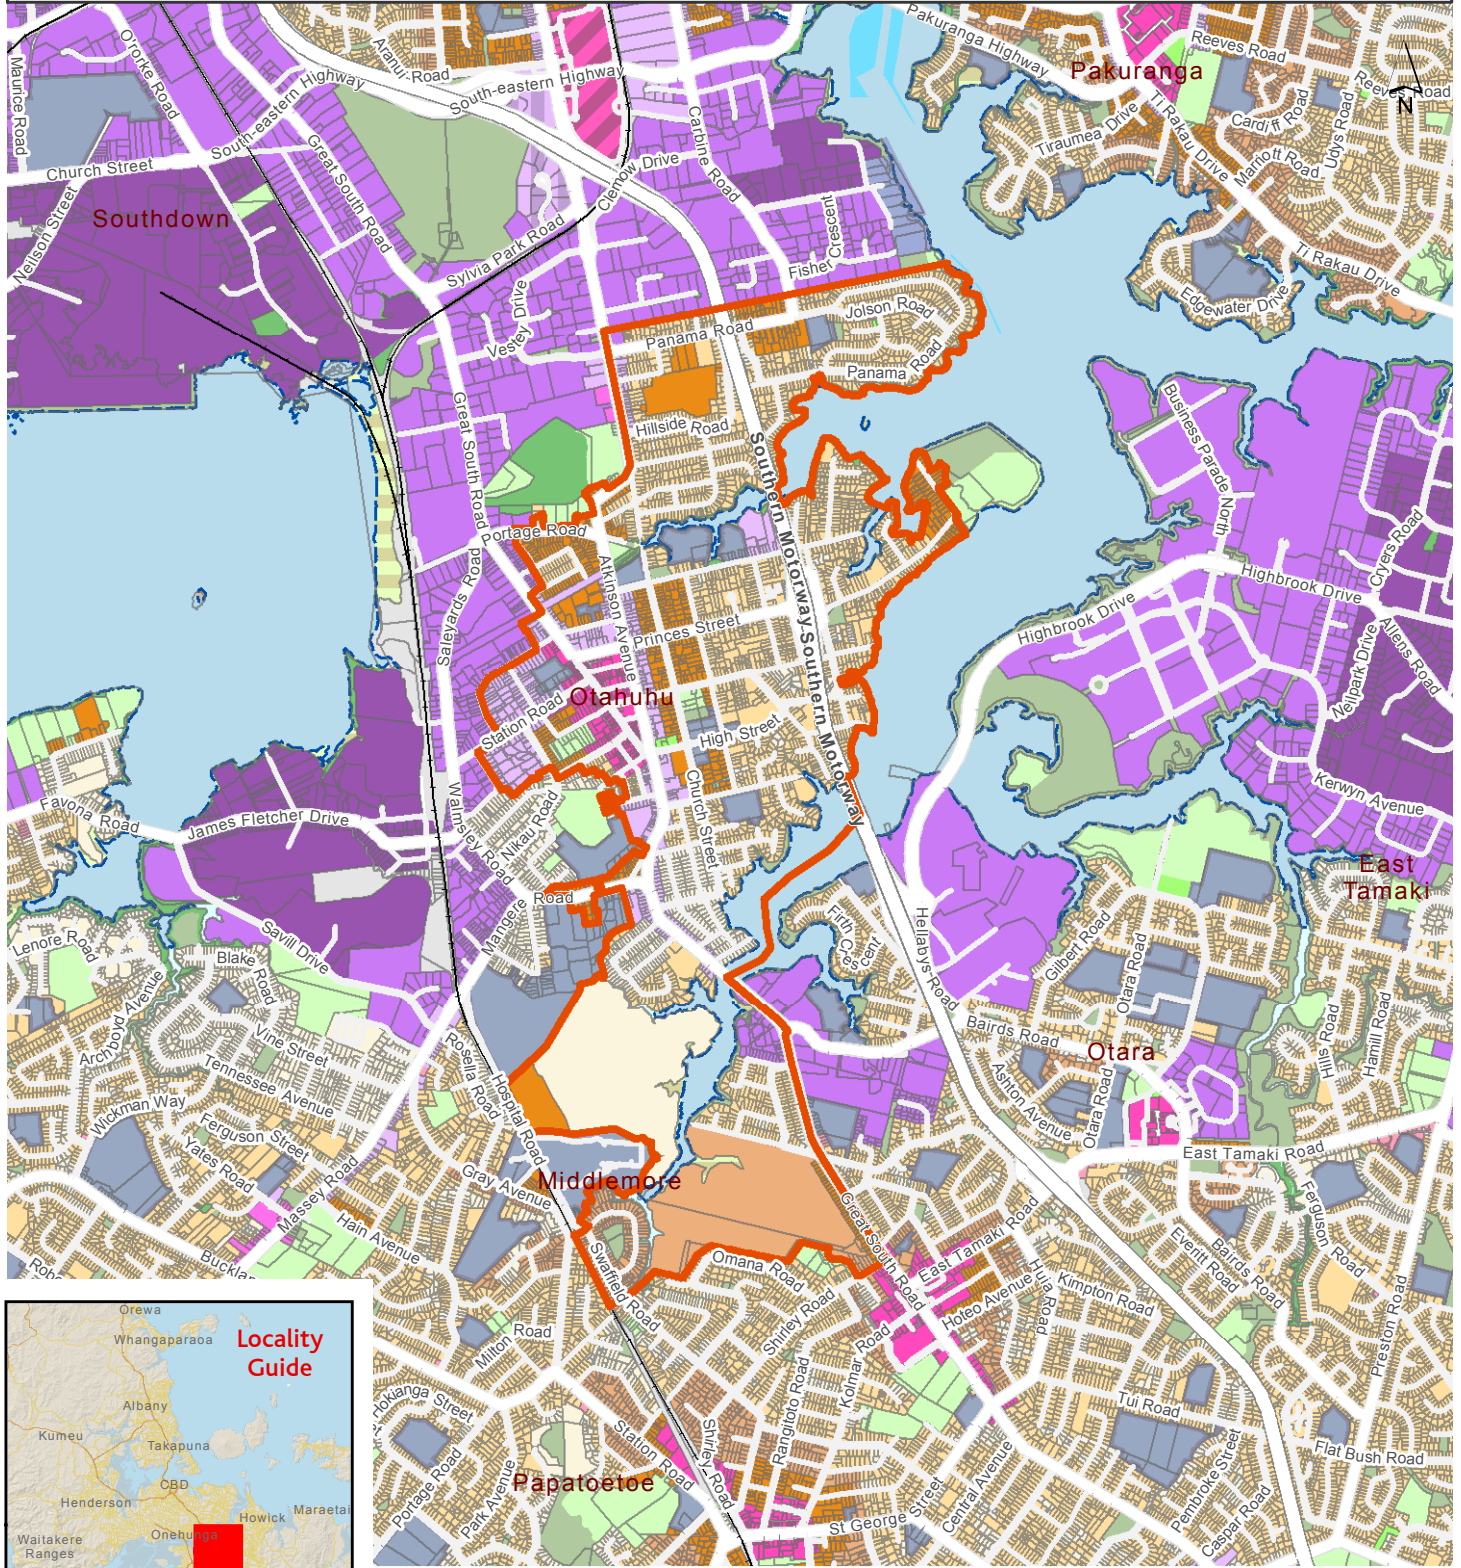 Pakuranga Highway
Reeves Road
Reeves Road
Pakuranga
N
Maurice Road
O'rorke Road
Aranui Road
South-eastern Highway
South-eastern Highway
Ti Rakau Drive
Tiraumea Drive
Cardiff Road
Marriott Road
Udys Road
Church Street
Great South Road
Clemow Drive
Carbine Road
Southdown
Neilson Street
Sylvia Park Road
Fisher Crescent
Ti Rakau Drive
Edgewater Drive
Vestey Drive
Panama Road
Jolson Road
Panama Road
Great South Road
Hillside Road
Southern Motorway
Business Parade North
Portage Road
Saleyards Road
Atkinson Avenue
Princes Street
Southern Motorway
Highbrook Drive
Highbrook Drive
Cryers Road
Allens Road
Neilpark Drive
Otahuhu
Station Road
High Street
Kerwyn Avenue
Favona Road
James Fletcher Drive
Walmsley Road
Nikau Road
Church Street
East
Tamaki
Mangere Road
Lenore Road
Savill Drive
Blake Road
Archboyd Avenue
Vine Street
Tennessee Avenue
Firth Crescent
Hellabys Road
Gilbert Road
Otara Road
Bairds Road
Otara
Hills Road
Hamill Road
Rosella Road
Hospital Road
Wickman Way
Ferguson Street
Yates Road
Massey Road
Gray Avenue
Middlemore
Ashton Avenue
Otara Road
East Tamaki Road
Hain Avenue
Swaffield Road
Omana Road
Great South Road
East Tamaki Road
Huia Road
Hoteo Avenue
Kimpton Road
Everitt Road
Bairds Road
Ferguson Road
Preston Road
Milton Road
Shirley Road
Kolmar Road
Rangitoto Road
Hokianga Street
Station Road
Shirley Road
Tui Road
Flat Bush Road
Papatoetoe
Portage Road
Park Avenue
St George Street
Central Avenue
Pembroke Street
Caspar Road
Locality
Guide
Orewa
Whangaparaoa
Albany
Kumeu
Takapuna
CBD
Henderson
Howick
Maraetai
Onehunga
Waitakere
Ranges